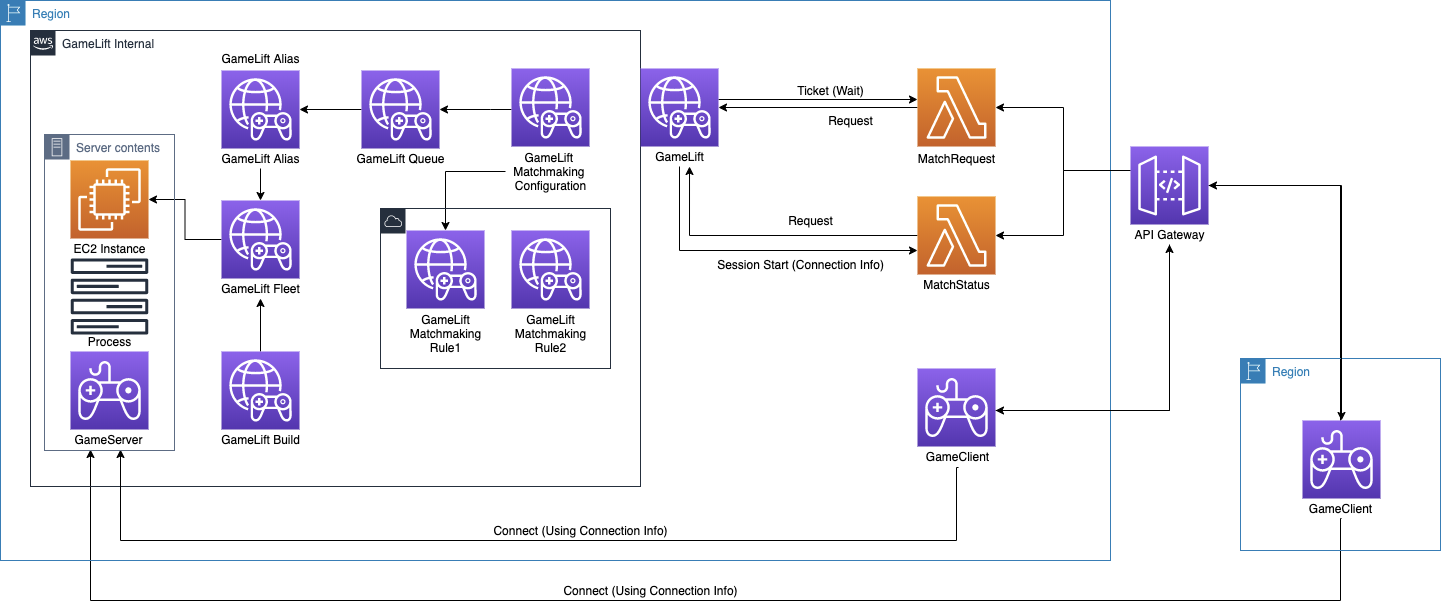 Region
aws
GameLift Internal
GameLift Alias
GameLift Alias
GameLift Queue
GameLift
Matchmaking
Configuration
GameLift
Ticket (Wait)
Request
MatchRequest
Server contents
EC2 Instance
GameLift Fleet
GameLift
Matchmaking
Rule1
GameLift
Matchmaking
Rule2
Request
Session Start (Connection Info)
MatchStatus
</>
API Gateway
Process
GameServer
GameLift Build
GameClient
Region
GameClient
Connect (Using Connection Info)
Connect (Using Connection Info)